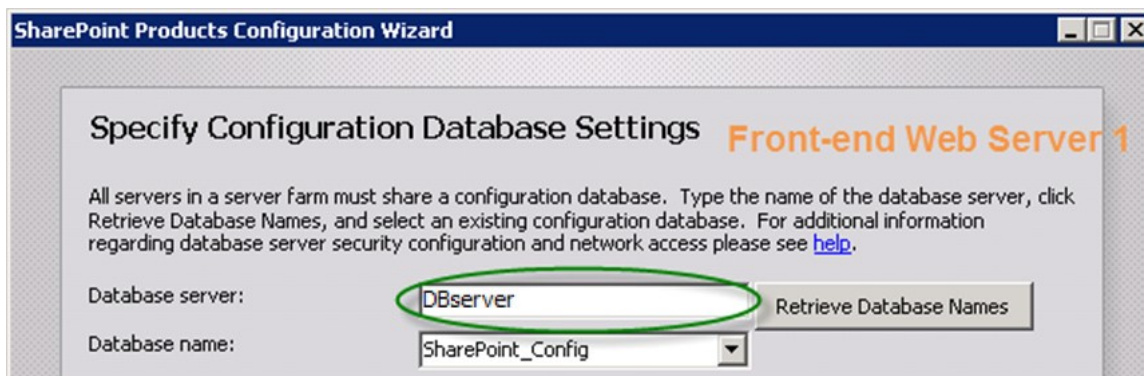 SharePoint Products Configuration Wizard
Specify Configuration Database Settings
Front-end Web Server 1
All servers in a server farm must share a configuration database. Type the name of the database server, click
Retrieve Database Names, and select an existing configuration database. For additional information
regarding database server security configuration and network access please see help.
Database server:
DBserver
Retrieve Database Names
Database name:
SharePoint_Config